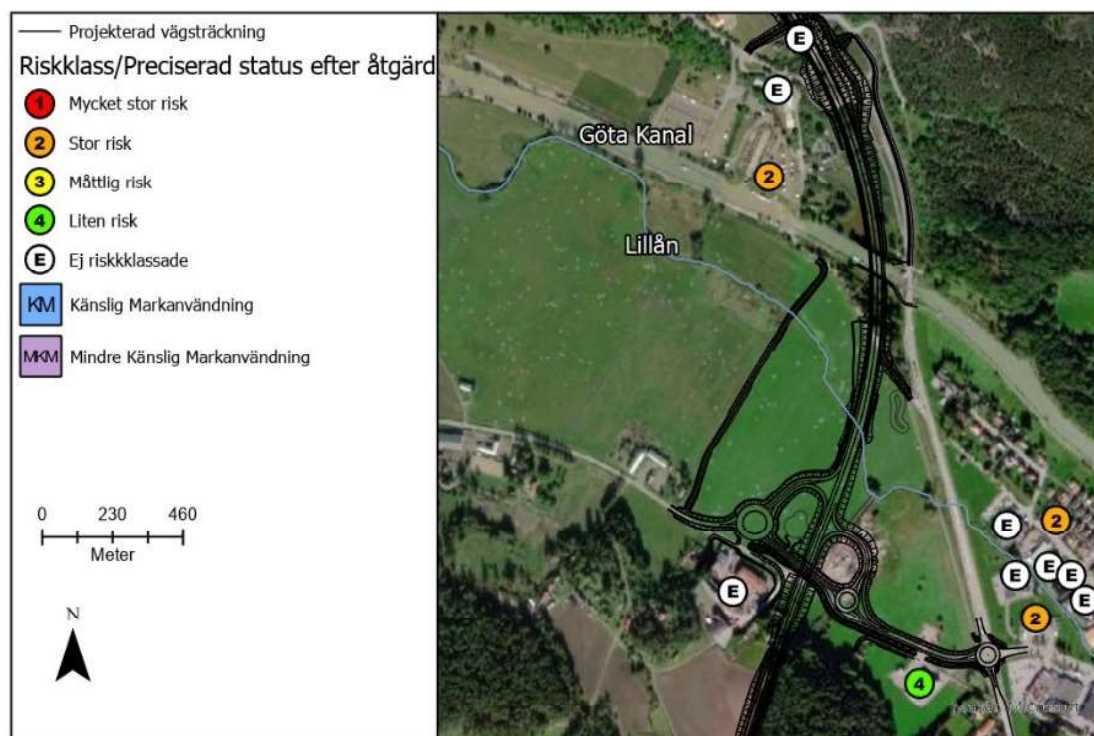 Projekterad vägsträckning
Riskklass/Preciserad status efter åtgärd
1 Mycket stor risk
2 Stor risk
3 Måttlig risk
4 Liten risk
E Ej riskkklassade
KM Känslig Markanvändning
MKM Mindre Känslig Markanvändning
0 230 460
Meter
N
E
E
Göta Kanal
2
Lillån
E
2
E
E
E
E
E
2
4